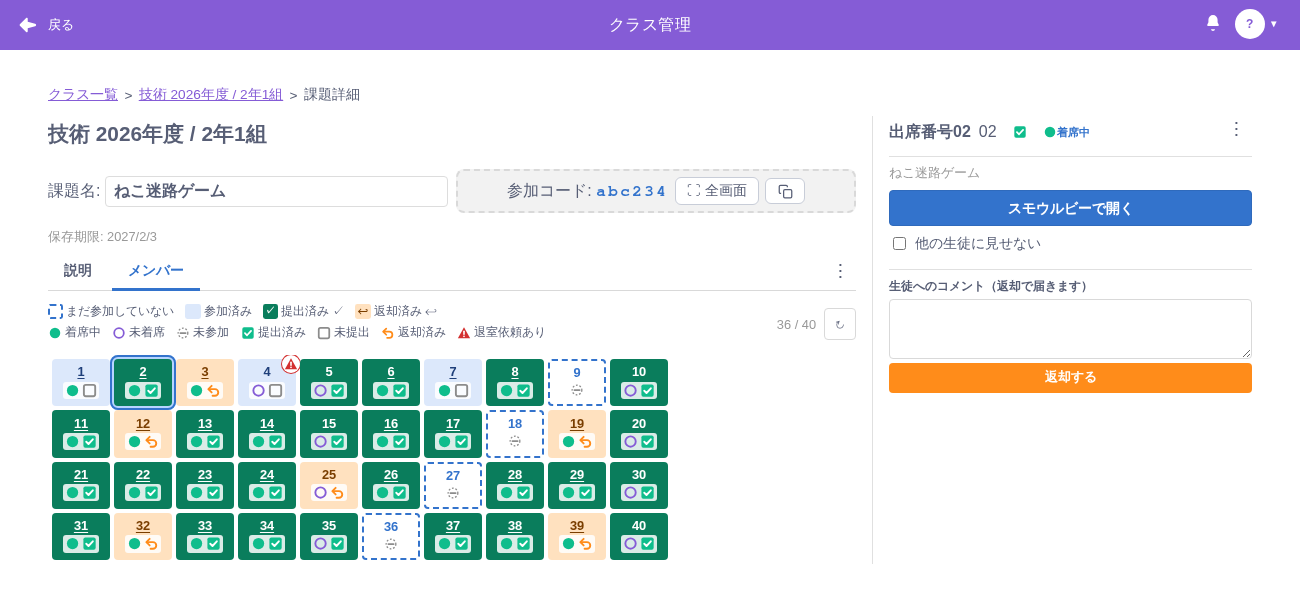 戻る
クラス管理
?
クラス一覧 > 技術 2026年度 / 2年1組 > 課題詳細
技術 2026年度 / 2年1組
課題名: ねこ迷路ゲーム
参加コード: abc234 全画面
保存期限: 2027/2/3
説明 メンバー
まだ参加していない 参加済み 提出済み ✓ 返却済み ↩
着席中 未着席 未参加 提出済み 未提出 返却済み 退室依頼あり
36 / 40
1 2 3 4 5 6 7 8 9 10
11 12 13 14 15 16 17 18 19 20
21 22 23 24 25 26 27 28 29 30
31 32 33 34 35 36 37 38 39 40
出席番号02 02 着席中
ねこ迷路ゲーム
スモウルビーで開く
他の生徒に見せない
生徒へのコメント（返却で届きます）
返却する